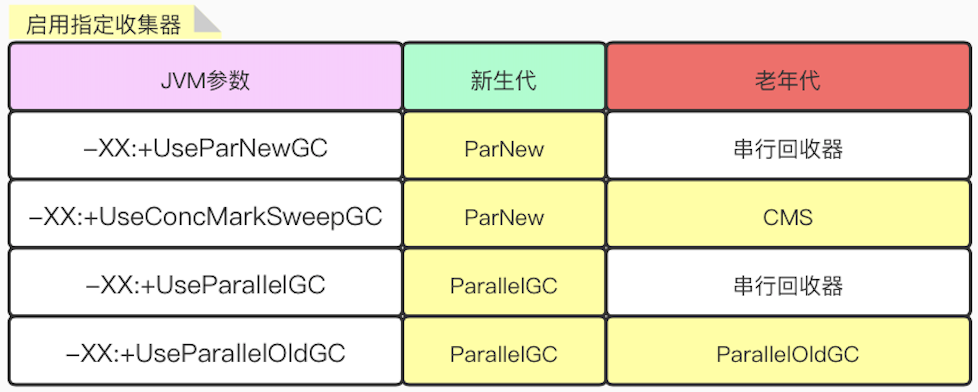 启用指定收集器
JVM参数 新生代 老年代
-XX:+UseParNewGC ParNew 串行回收器
-XX:+UseConcMarkSweepGC ParNew CMS
-XX:+UseParallelGC ParallelGC 串行回收器
-XX:+UseParallelOldGC ParallelGC ParallelOldGC